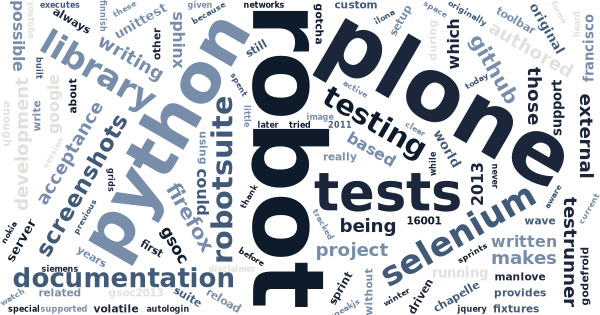 executes
networks
custom
ilona
setup
space
originally
toolbar
original
forms
heard
francisco
youtube
possible
always
finnish
these
unittest
given
because
other
sphinx
gotcha
during
which
github
authored
library
writing
python
robot
plone
still
built
about
write
enough
development
google
acceptance
session
screenshots
grids
previous
using
could
robotsuite
spent
little
later
tried
2011
image
active
testing
clear
based
really
while
world
today
those
support
external
never
2013
tests
being
16001
selenium
aware
current
testrunner
godefroid
wave
written
makes
manlove
provides
fixtures
jquery
chapelle
running
sprints
driven
winter
without
sprint
project
tracked
thank
before
disclaimer
firefox
gsoc
first
years
server
nokia
siemens
documentation
watch
related
gsoc2013
suite
reload
special
supported
volatile
autologin